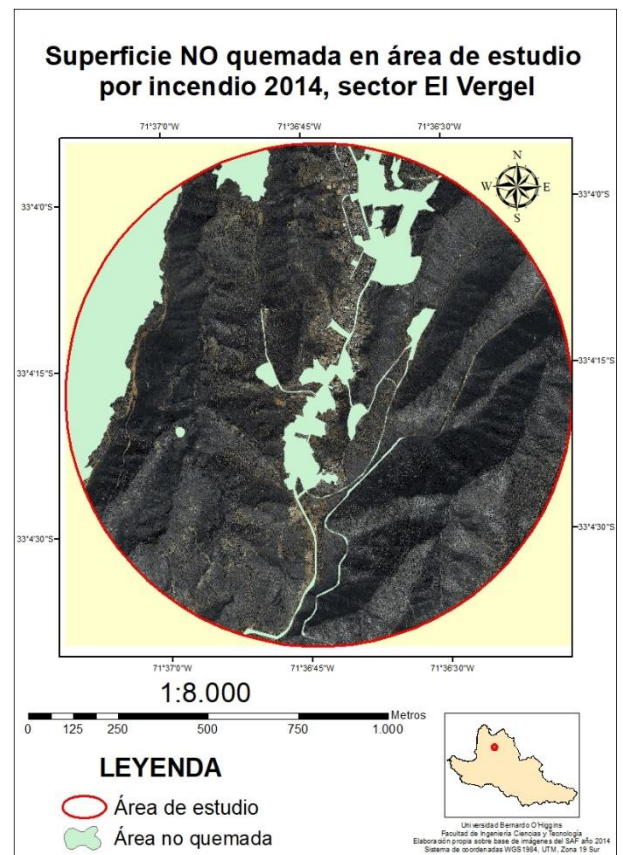 Superficie NO quemada en área de estudio
por incendio 2014, sector El Vergel
71°37'0"W 71°36'45"W 71°36'30"W
N
W E
S
33°4'0"S 33°4'0"S
33°4'15"S 33°4'15"S
33°4'30"S 33°4'30"S
71°37'0"W 71°36'45"W 71°36'30"W
1:8.000
Metros
0 125 250 500 750 1.000
LEYENDA
Área de estudio
Área no quemada
Universidad Bernardo O'Higgins
Facultad de Ingeniería Ciencias y Tecnología
Elaboración propia sobre base de imágenes del SAF año 2014
Sistema de coordenadas WGS1984, UTM, Zona 19 Sur